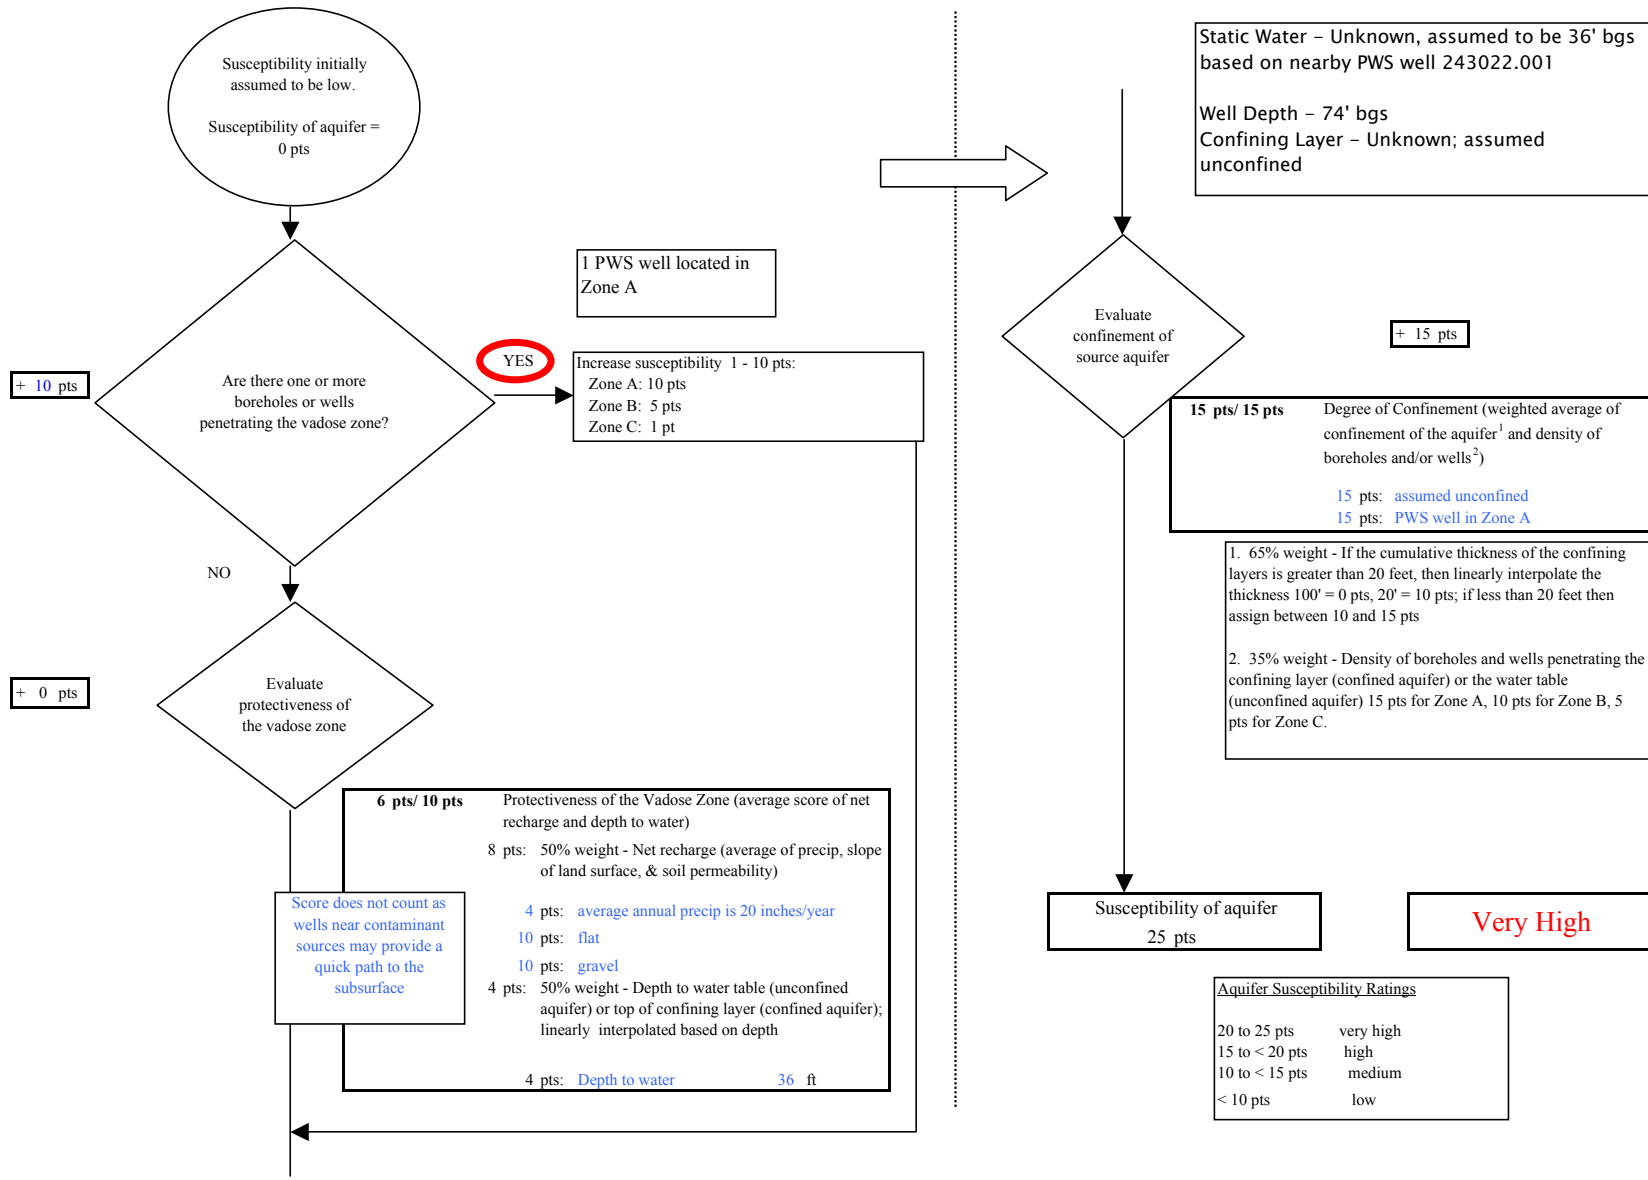 Susceptibility initially
assumed to be low.
Susceptibility of aquifer =
0 pts
1 PWS well located in
Zone A
YES
+ 10 pts
Are there one or more
boreholes or wells
penetrating the vadose zone?
Increase susceptibility 1 - 10 pts:
Zone A: 10 pts
Zone B: 5 pts
Zone C: 1 pt
NO
+ 0 pts
Evaluate
protectiveness of
the vadose zone
6 pts/ 10 pts
Protectiveness of the Vadose Zone (average score of net
recharge and depth to water)
8 pts: 50% weight - Net recharge (average of precip, slope
of land surface, & soil permeability)
4 pts: average annual precip is 20 inches/year
10 pts: flat
10 pts: gravel
4 pts: 50% weight - Depth to water table (unconfined
aquifer) or top of confining layer (confined aquifer);
linearly interpolated based on depth
4 pts: Depth to water 36 ft
Score does not count as
wells near contaminant
sources may provide a
quick path to the
subsurface
Static Water – Unknown, assumed to be 36' bgs
based on nearby PWS well 243022.001
Well Depth – 74' bgs
Confining Layer – Unknown; assumed
unconfined
Evaluate
confinement of
source aquifer
+ 15 pts
15 pts/ 15 pts
Degree of Confinement (weighted average of
confinement of the aquifer1 and density of
boreholes and/or wells2)
15 pts: assumed unconfined
15 pts: PWS well in Zone A
1. 65% weight - If the cumulative thickness of the confining
layers is greater than 20 feet, then linearly interpolate the
thickness 100' = 0 pts, 20' = 10 pts; if less than 20 feet then
assign between 10 and 15 pts
2. 35% weight - Density of boreholes and wells penetrating the
confining layer (confined aquifer) or the water table
(unconfined aquifer) 15 pts for Zone A, 10 pts for Zone B, 5
pts for Zone C.
Susceptibility of aquifer
25 pts
Very High
Aquifer Susceptibility Ratings
20 to 25 pts very high
15 to < 20 pts high
10 to < 15 pts medium
< 10 pts low